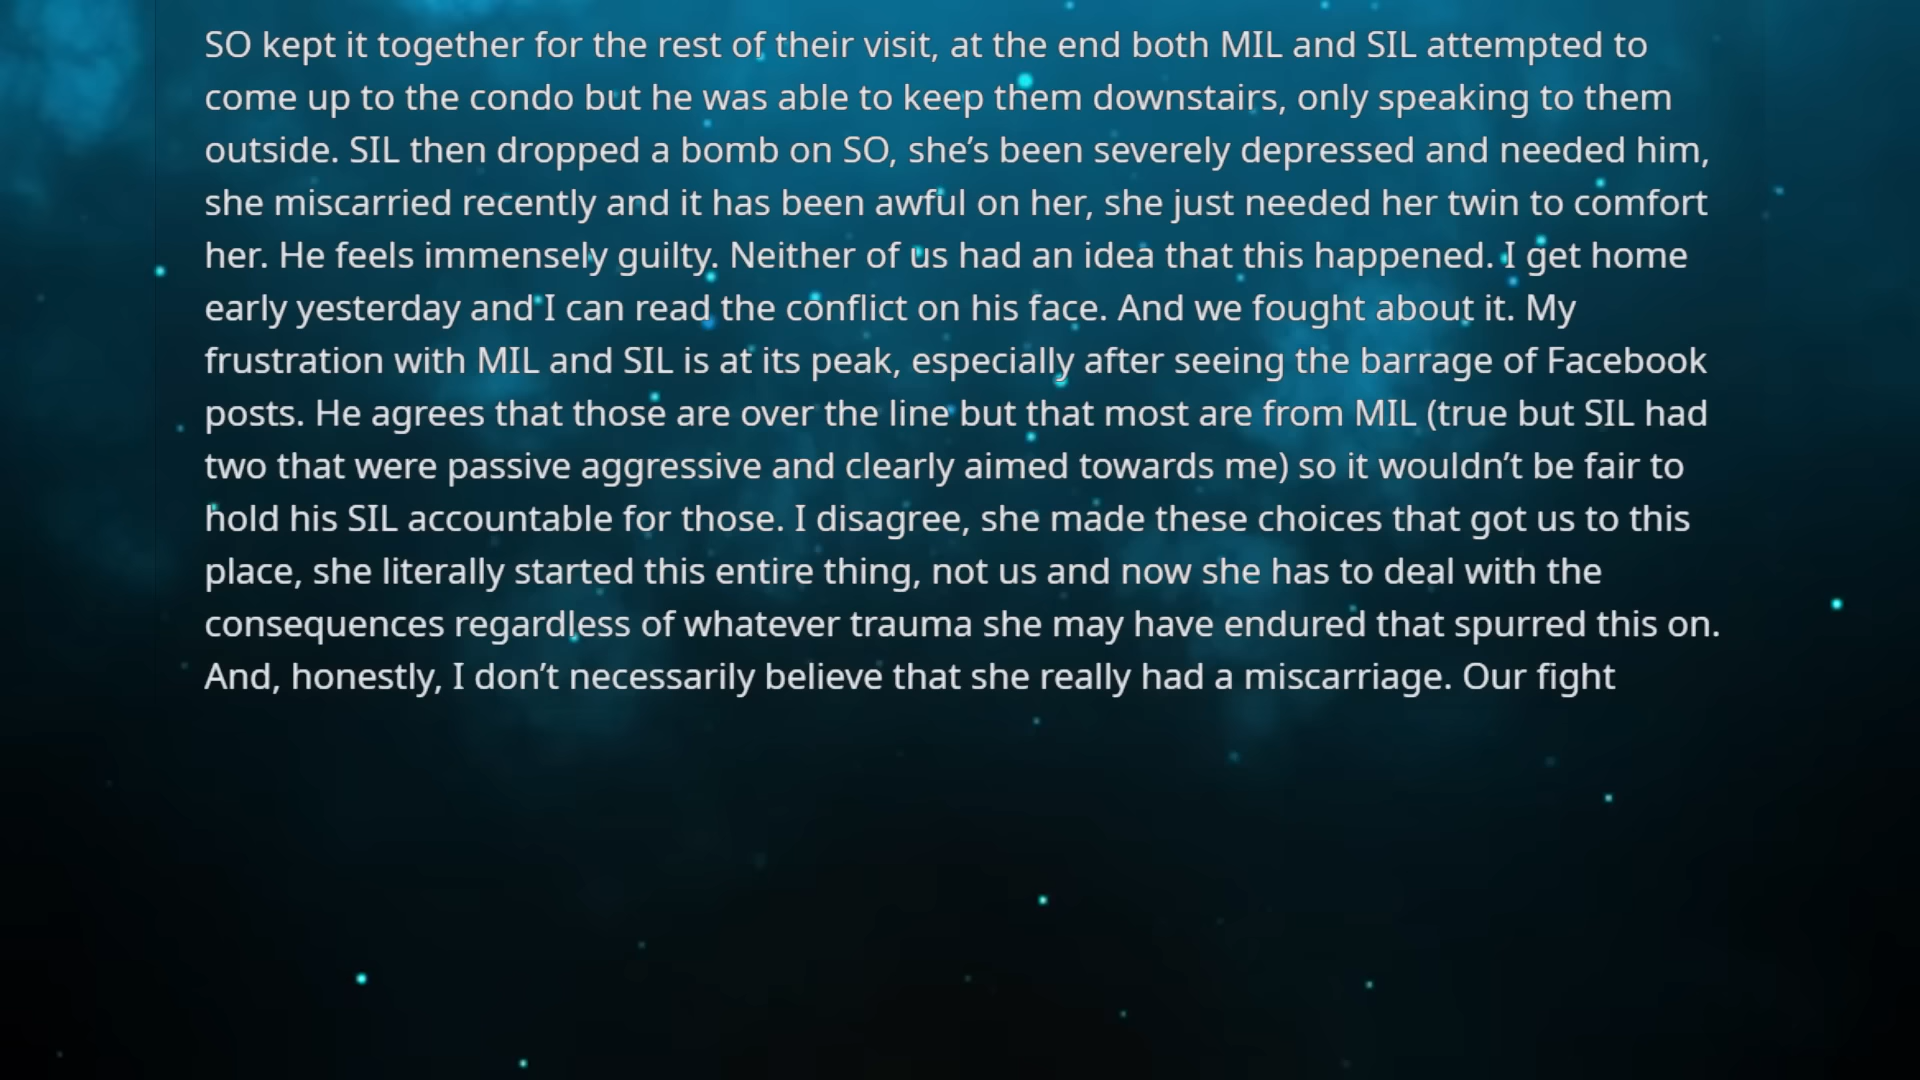 SO kept it together for the rest of their visit, at the end both MIL and SIL attempted to
come up to the condo but he was able to keep them downstairs, only speaking to them
outside. SIL then dropped a bomb on SO, she’s been severely depressed and needed him,
she miscarried recently and it has been awful on her, she just needed her twin to comfort
her. He feels immensely guilty. Neither of us had an idea that this happened. I get home
early yesterday and I can read the conflict on his face. And we fought about it. My
frustration with MIL and SIL is at its peak, especially after seeing the barrage of Facebook
posts. He agrees that those are over the line but that most are from MIL (true but SIL had
two that were passive aggressive and clearly aimed towards me) so it wouldn’t be fair to
hold his SIL accountable for those. I disagree, she made these choices that got us to this
place, she literally started this entire thing, not us and now she has to deal with the
consequences regardless of whatever trauma she may have endured that spurred this on.
And, honestly, I don’t necessarily believe that she really had a miscarriage. Our fight